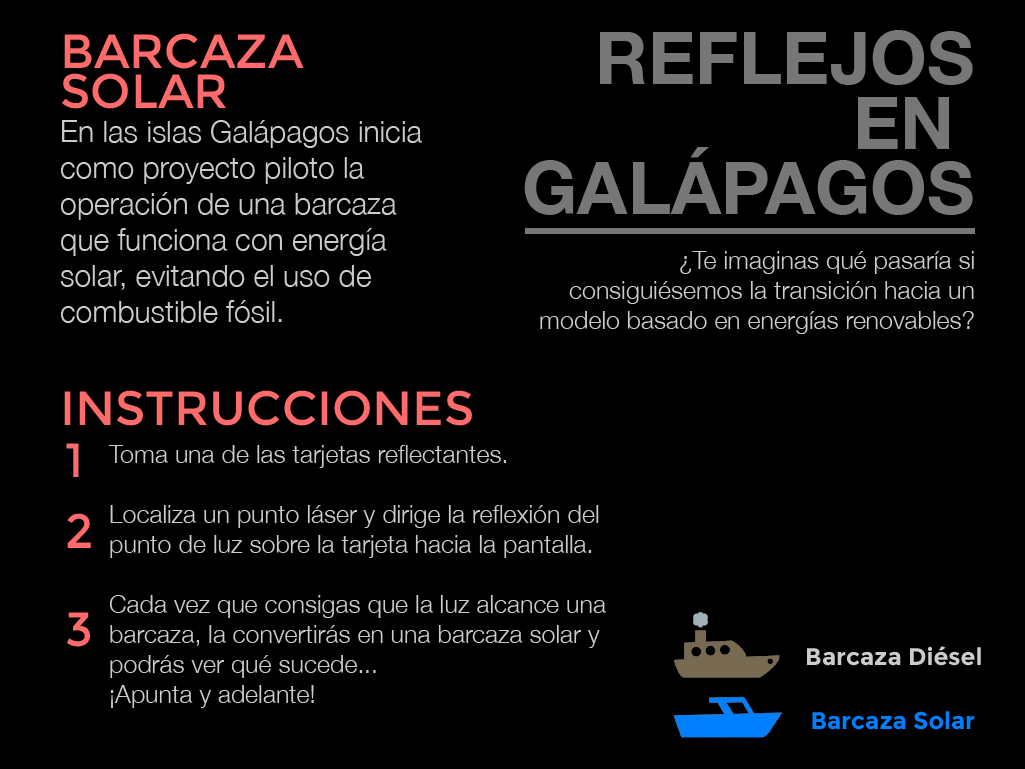 BARCAZA
SOLAR
En las islas Galápagos inicia
como proyecto piloto la
operación de una barcaza
que funciona con energía
solar, evitando el uso de
combustible fósil.
REFLEJOS
EN
GALÁPAGOS
¿Te imaginas qué pasaría si
consiguiésemos la transición hacia un
modelo basado en energías renovables?
INSTRUCCIONES
1 Toma una de las tarjetas reflectantes.
2 Localiza un punto láser y dirige la reflexión del
punto de luz sobre la tarjeta hacia la pantalla.
3 Cada vez que consigas que la luz alcance una
barcaza, la convertirás en una barcaza solar y
podrás ver qué sucede...
¡Apunta y adelante!
Barcaza Diésel
Barcaza Solar